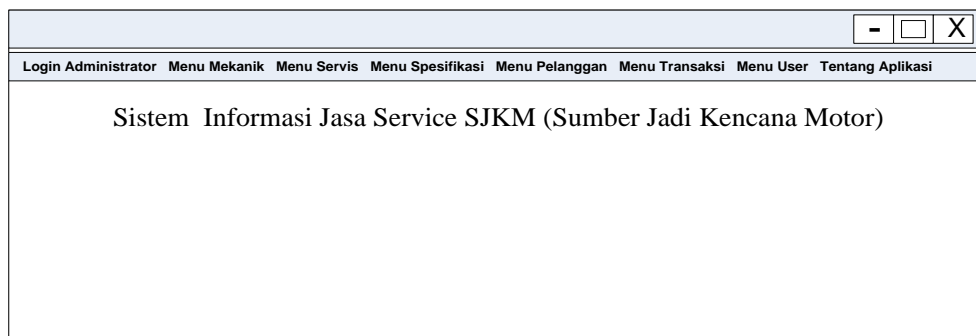 - X
Login Administrator Menu Mekanik Menu Servis Menu Spesifikasi Menu Pelanggan Menu Transaksi Menu User Tentang Aplikasi
Sistem Informasi Jasa Service SJKM (Sumber Jadi Kencana Motor)